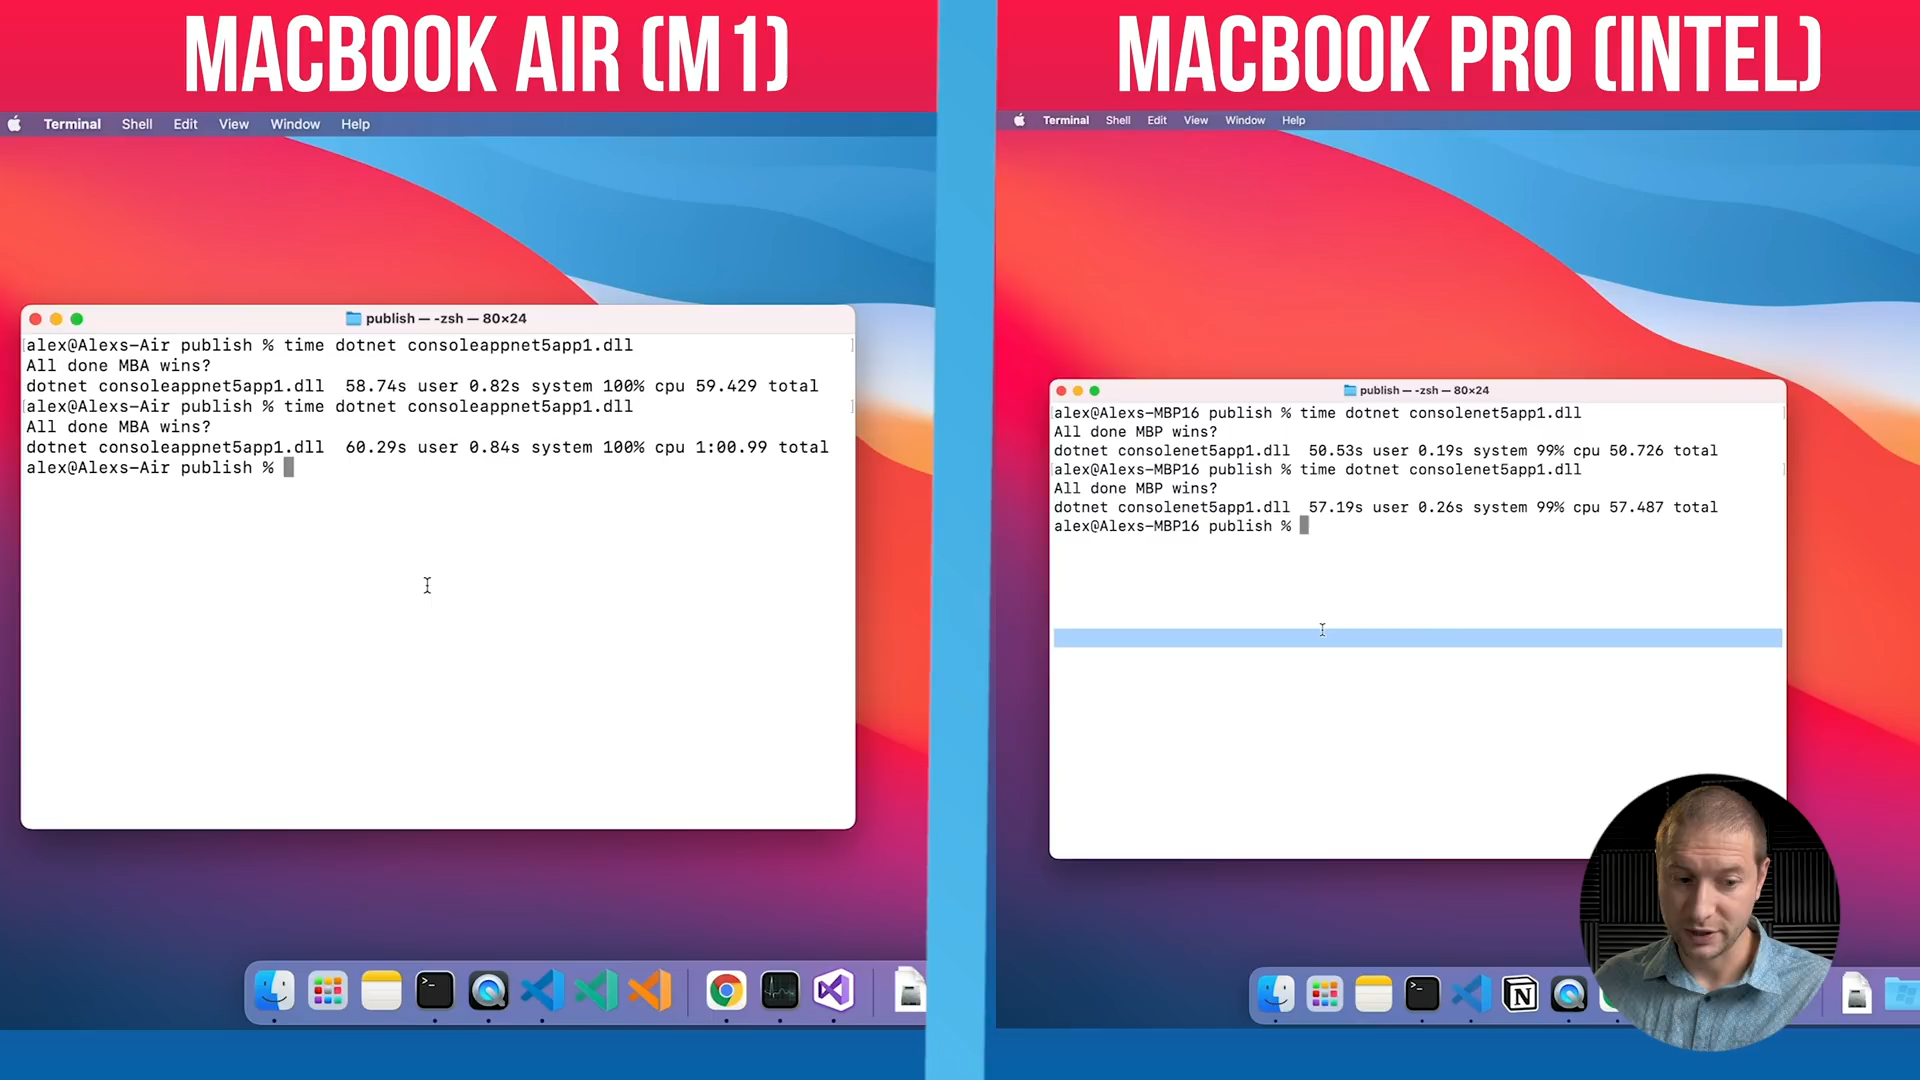 MACBOOK AIR (M1)
Terminal Shell Edit View Window Help
publish — -zsh — 80×24
alex@Alexs-Air publish % time dotnet consoleappnet5app1.dll
All done MBA wins?
dotnet consoleappnet5app1.dll 58.74s user 0.82s system 100% cpu 59.429 total
alex@Alexs-Air publish % time dotnet consoleappnet5app1.dll
All done MBA wins?
dotnet consoleappnet5app1.dll 60.29s user 0.84s system 100% cpu 1:00.99 total
alex@Alexs-Air publish %
MACBOOK PRO (INTEL)
Terminal Shell Edit View Window Help
publish — -zsh — 80×24
alex@Alexs-MBP16 publish % time dotnet consolenet5app1.dll
All done MBP wins?
dotnet consolenet5app1.dll 50.53s user 0.19s system 99% cpu 50.726 total
alex@Alexs-MBP16 publish % time dotnet consolenet5app1.dll
All done MBP wins?
dotnet consolenet5app1.dll 57.19s user 0.26s system 99% cpu 57.487 total
alex@Alexs-MBP16 publish %